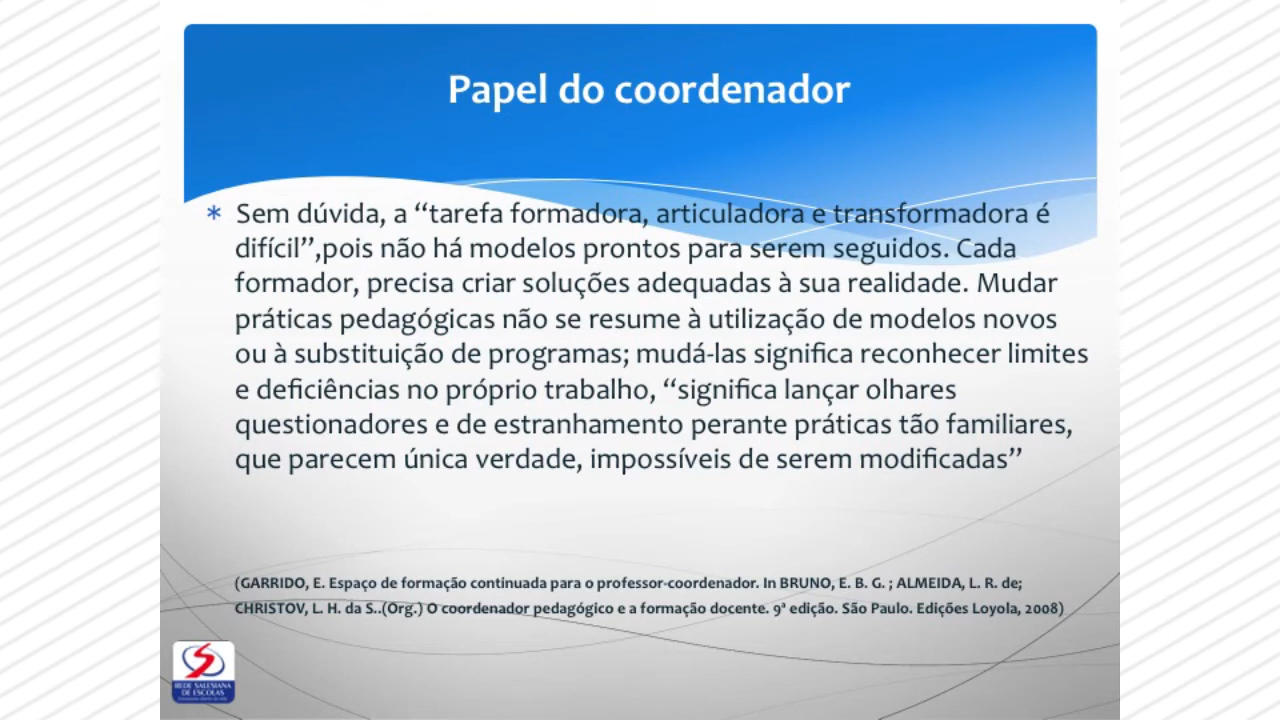 Papel do coordenador
* Sem dúvida, a “tarefa formadora, articuladora e transformadora é
difícil”,pois não há modelos prontos para serem seguidos. Cada
formador, precisa criar soluções adequadas à sua realidade. Mudar
práticas pedagógicas não se resume à utilização de modelos novos
ou à substituição de programas; mudá-las significa reconhecer limites
e deficiências no próprio trabalho, “significa lançar olhares
questionadores e de estranhamento perante práticas tão familiares,
que parecem única verdade, impossíveis de serem modificadas”
(GARRIDO, E. Espaço de formação continuada para o professor-coordenador. In BRUNO, E. B. G. ; ALMEIDA, L. R. de;
CHRISTOV, L. H. da S..(Org.) O coordenador pedagógico e a formação docente. 9ª edição. São Paulo. Edições Loyola, 2008)
REDE SALESIANA
DE ESCOLAS